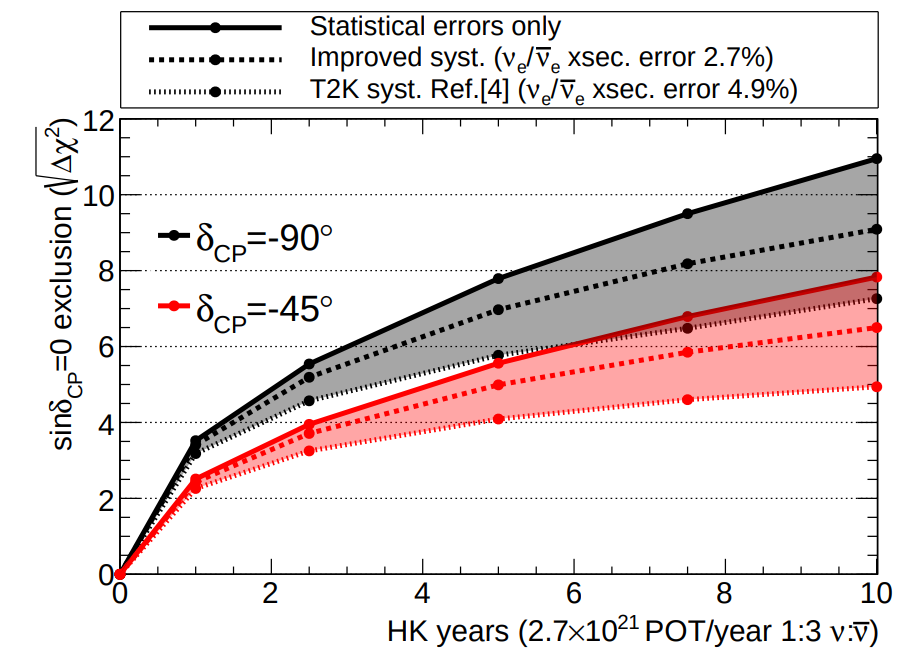 Statistical errors only
Improved syst. (νe/ν̅e xsec. error 2.7%)
T2K syst. Ref.[4] (νe/ν̅e xsec. error 4.9%)
sinδCP=0 exclusion (√Δχ²)
12
10
8
6
4
2
0
δCP=-90°
δCP=-45°
0 2 4 6 8 10
HK years (2.7×10²¹ POT/year 1:3 ν:ν̅)